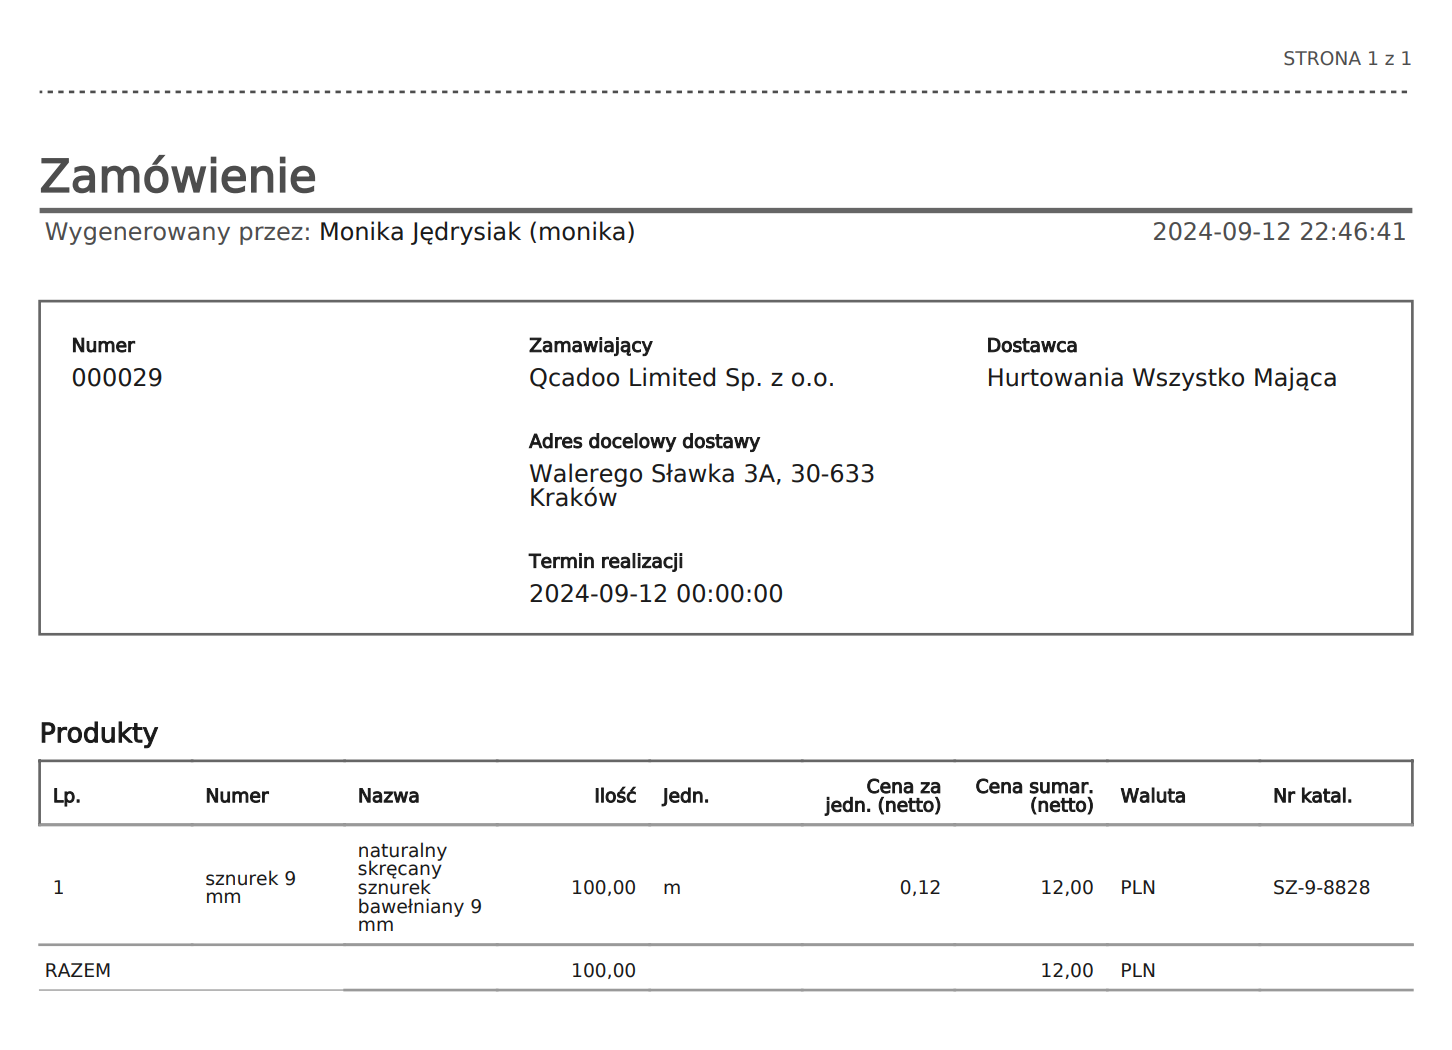 STRONA 1 z 1
Zamówienie
Wygenerowany przez: Monika Jędrysiak (monika) 2024-09-12 22:46:41
Numer Zamawiający Dostawca
000029 Qcadoo Limited Sp. z o.o. Hurtowania Wszystko Mająca
Adres docelowy dostawy
Walerego Sławka 3A, 30-633
Kraków
Termin realizacji
2024-09-12 00:00:00
Produkty
Lp. Numer Nazwa Ilość Jedn. Cena za jedn. (netto) Cena sumar. (netto) Waluta Nr katal.
1 sznurek 9 mm naturalny skręcany sznurek bawełniany 9 mm 100,00 m 0,12 12,00 PLN SZ-9-8828
RAZEM 100,00 12,00 PLN